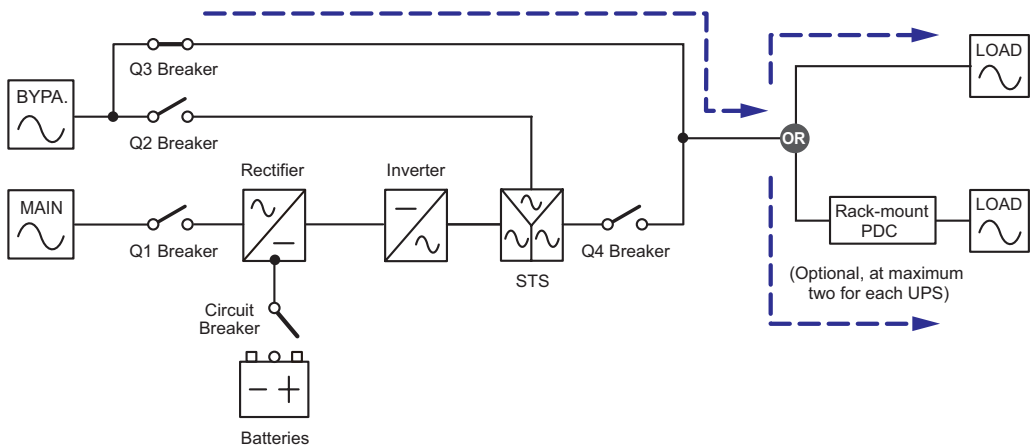 LOAD
Q3 Breaker
BYPA.
Q2 Breaker
OR
Rectifier
Inverter
MAIN
LOAD
Rack-mount
PDC
Q1 Breaker
Q4 Breaker
STS
(Optional, at maximum
two for each UPS)
Circuit
Breaker
Batteries